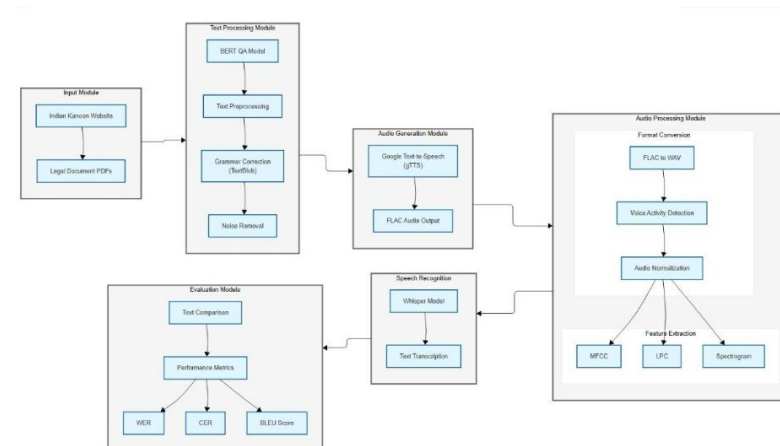 Input Module
Indian Kanoon Website
Legal Document PDFs
Text Processing Module
BERT QA Model
Text Preprocessing
Grammar Correction
(TextBlob)
Noise Removal
Audio Generation Module
Google Text-to-Speech
(gTTS)
FLAC Audio Output
Audio Processing Module
Format Conversion
FLAC to WAV
Voice Activity Detection
Audio Normalization
Feature Extraction
MFCC
LPC
Spectrogram
Speech Recognition
Whisper Model
Text Transcription
Evaluation Module
Text Comparison
Performance Metrics
WER
CER
BLEU Score